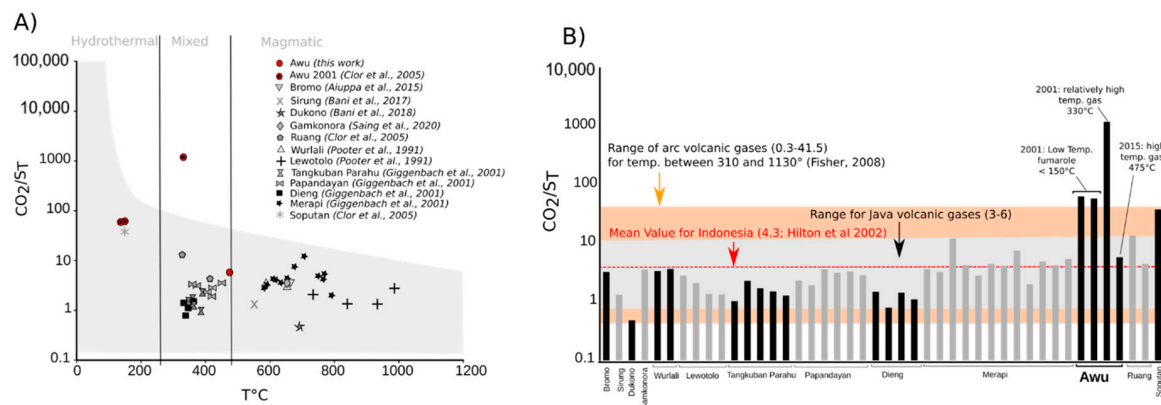 A)
Hydrothermal Mixed Magmatic
100,000
10,000
1000
100
10
1
0.1
CO2/ST
0 200 400 600 800 1000 1200
T°C
Awu (this work)
Awu 2001 (Clor et al., 2005)
Bromo (Aiuppa et al., 2015)
Sirung (Bani et al., 2017)
Dukono (Bani et al., 2018)
Gamkonora (Saing et al., 2020)
Ruang (Clor et al., 2005)
Wurlali (Pooter et al., 1991)
Lewotolo (Pooter et al., 1991)
Tangkuban Parahu (Giggenbach et al., 2001)
Papandayan (Giggenbach et al., 2001)
Dieng (Giggenbach et al., 2001)
Merapi (Giggenbach et al., 2001)
Soputan (Clor et al., 2005)
B)
10,000
1000
100
10
1
0.1
CO2/ST
Range of arc volcanic gases (0.3-41.5)
for temp. between 310 and 1130° (Fisher, 2008)
Range for Java volcanic gases (3-6)
Mean Value for Indonesia (4.3; Hilton et al 2002)
2001: relatively high
temp. gas
330°C
2001: Low Temp.
fumarole
< 150°C
2015: high
temp. gas
475°C
Bromo
Sirung
Dukono
amkonora
Wurlali
Lewotolo
Tangkuban Parahu
Papandayan
Dieng
Merapi
Awu
Ruang
Soputan